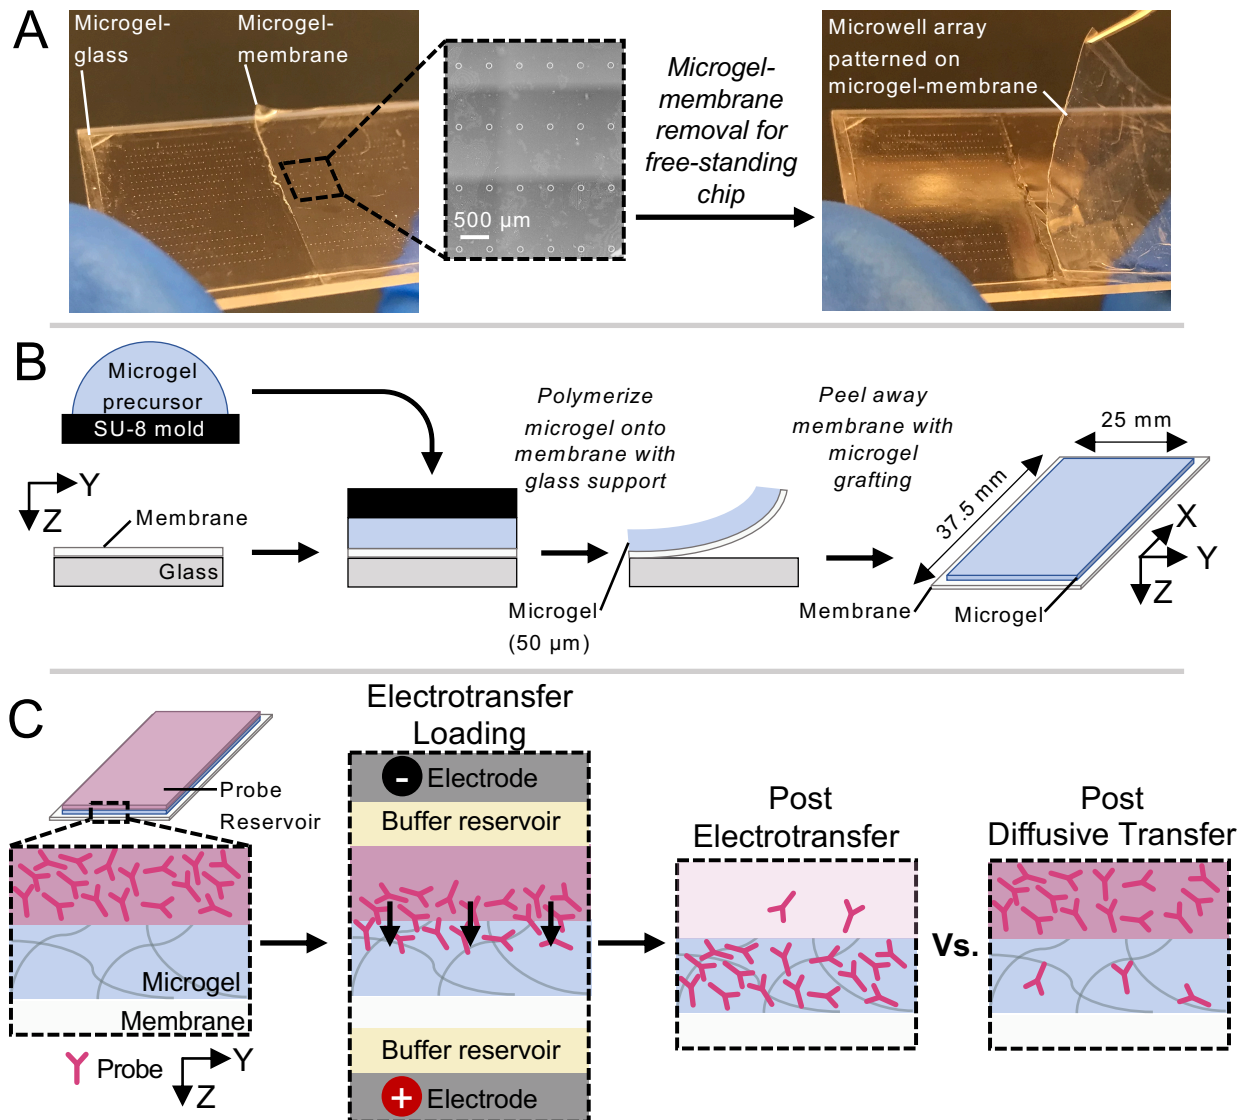 A
Microgel-
glass
Microgel-
membrane
500 µm
Microgel-
membrane
removal for
free-standing
chip
Microwell array
patterned on
microgel-membrane
B
Microgel
precursor
SU-8 mold
Y
Z
Membrane
Glass
Polymerize
microgel onto
membrane with
glass support
Microgel
(50 µm)
Peel away
membrane with
microgel
grafting
25 mm
37.5 mm
X
Y
Z
Membrane
Microgel
C
Probe
Reservoir
Microgel
Membrane
Probe
Y
Z
Electrotransfer
Loading
- Electrode
Buffer reservoir
Buffer reservoir
+ Electrode
Post
Electrotransfer
Vs.
Post
Diffusive Transfer